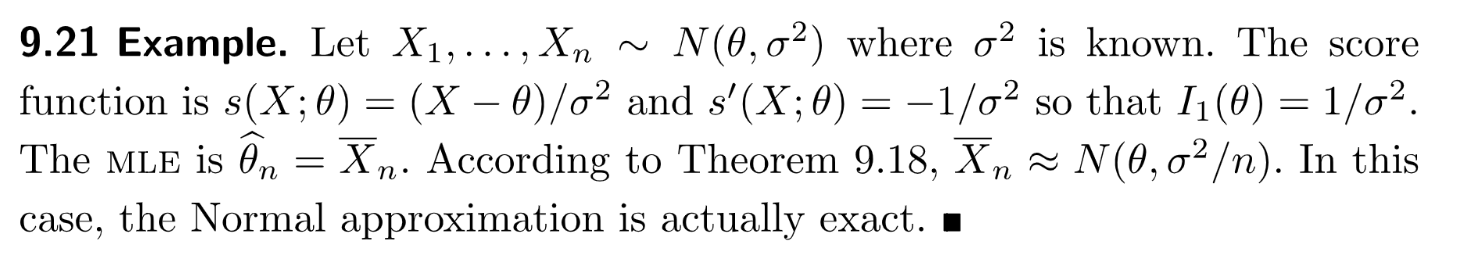 9.21 Example. Let X₁, . . . , Xₙ ∼ N(θ, σ²) where σ² is known. The score
function is s(X; θ) = (X − θ)/σ² and s′(X; θ) = −1/σ² so that I₁(θ) = 1/σ².
The MLE is θ̂ₙ = X̅ₙ. According to Theorem 9.18, X̅ₙ ≈ N(θ, σ²/n). In this
case, the Normal approximation is actually exact. ■